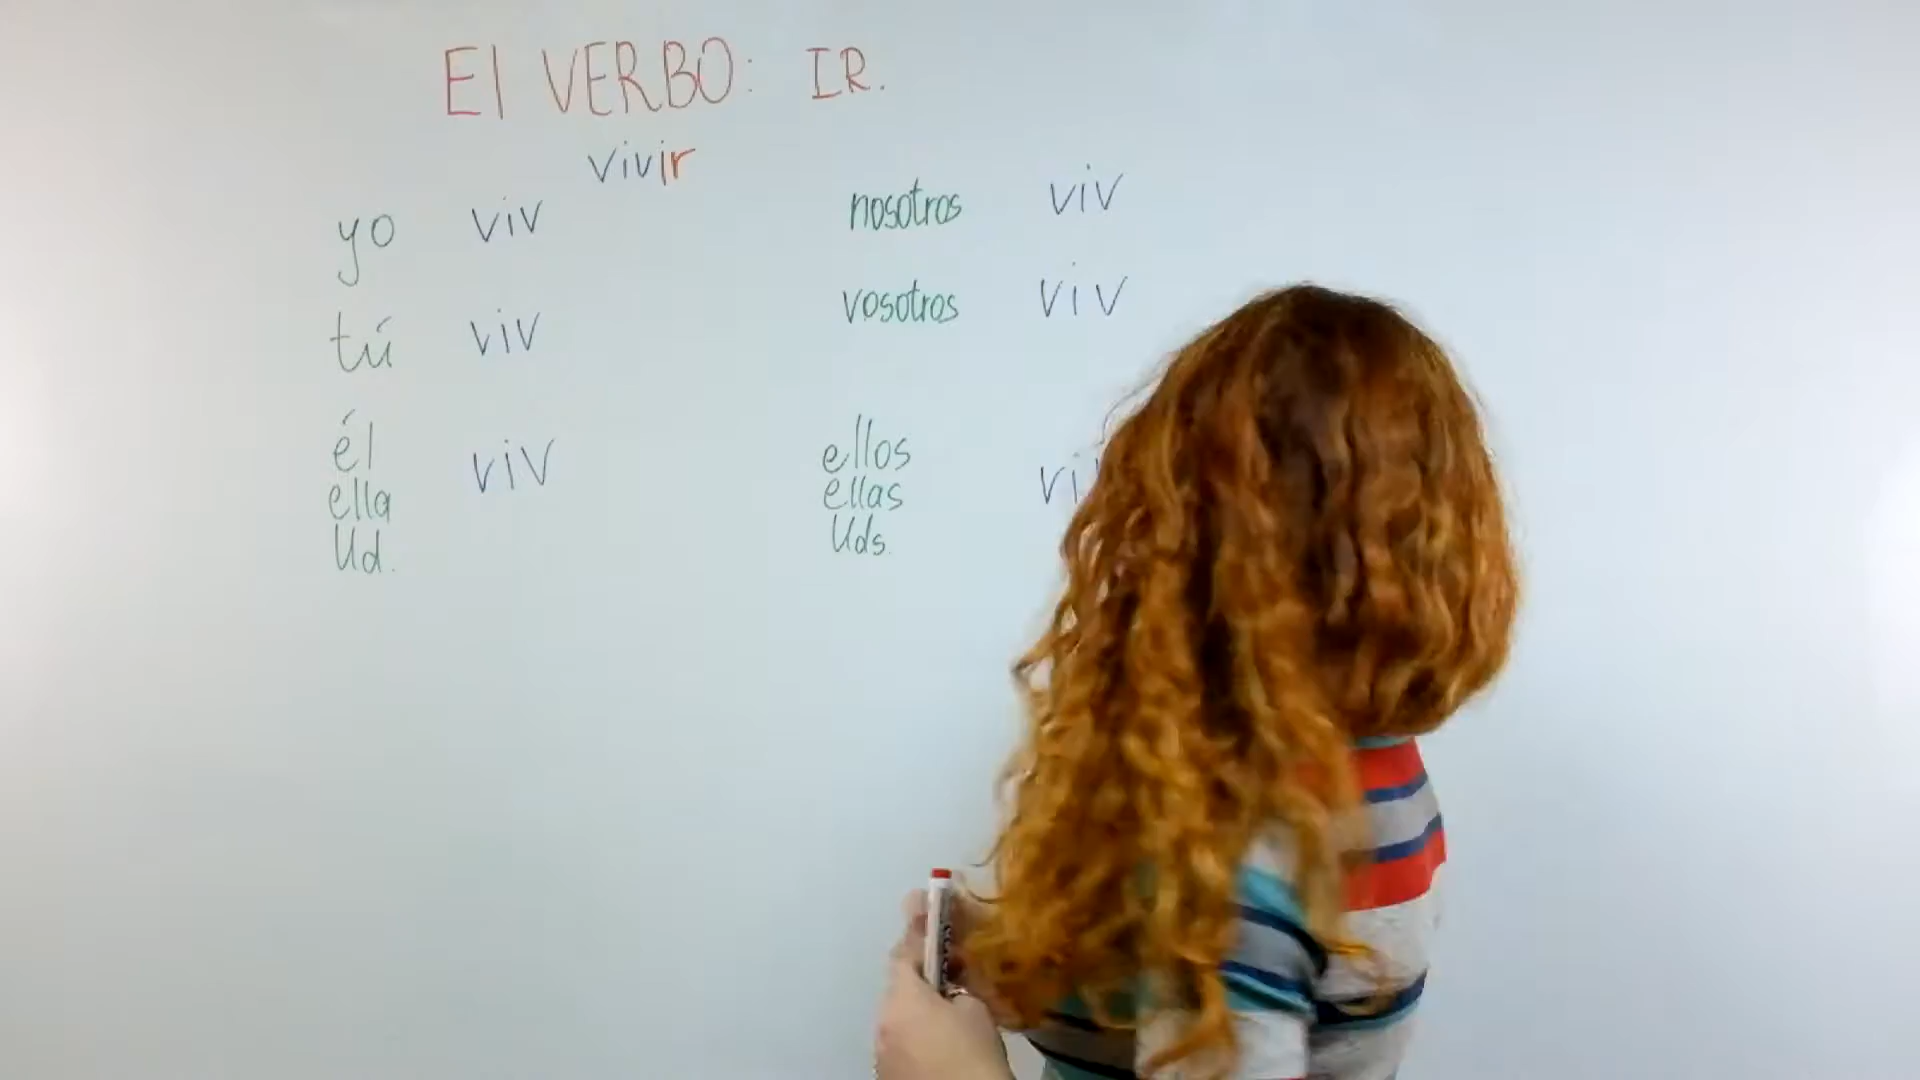 El VERBO: IR.
vivir
yo viv
tú viv
él
ella viv
Ud.
nosotros viv
vosotros viv
ellos
ellas
Uds.